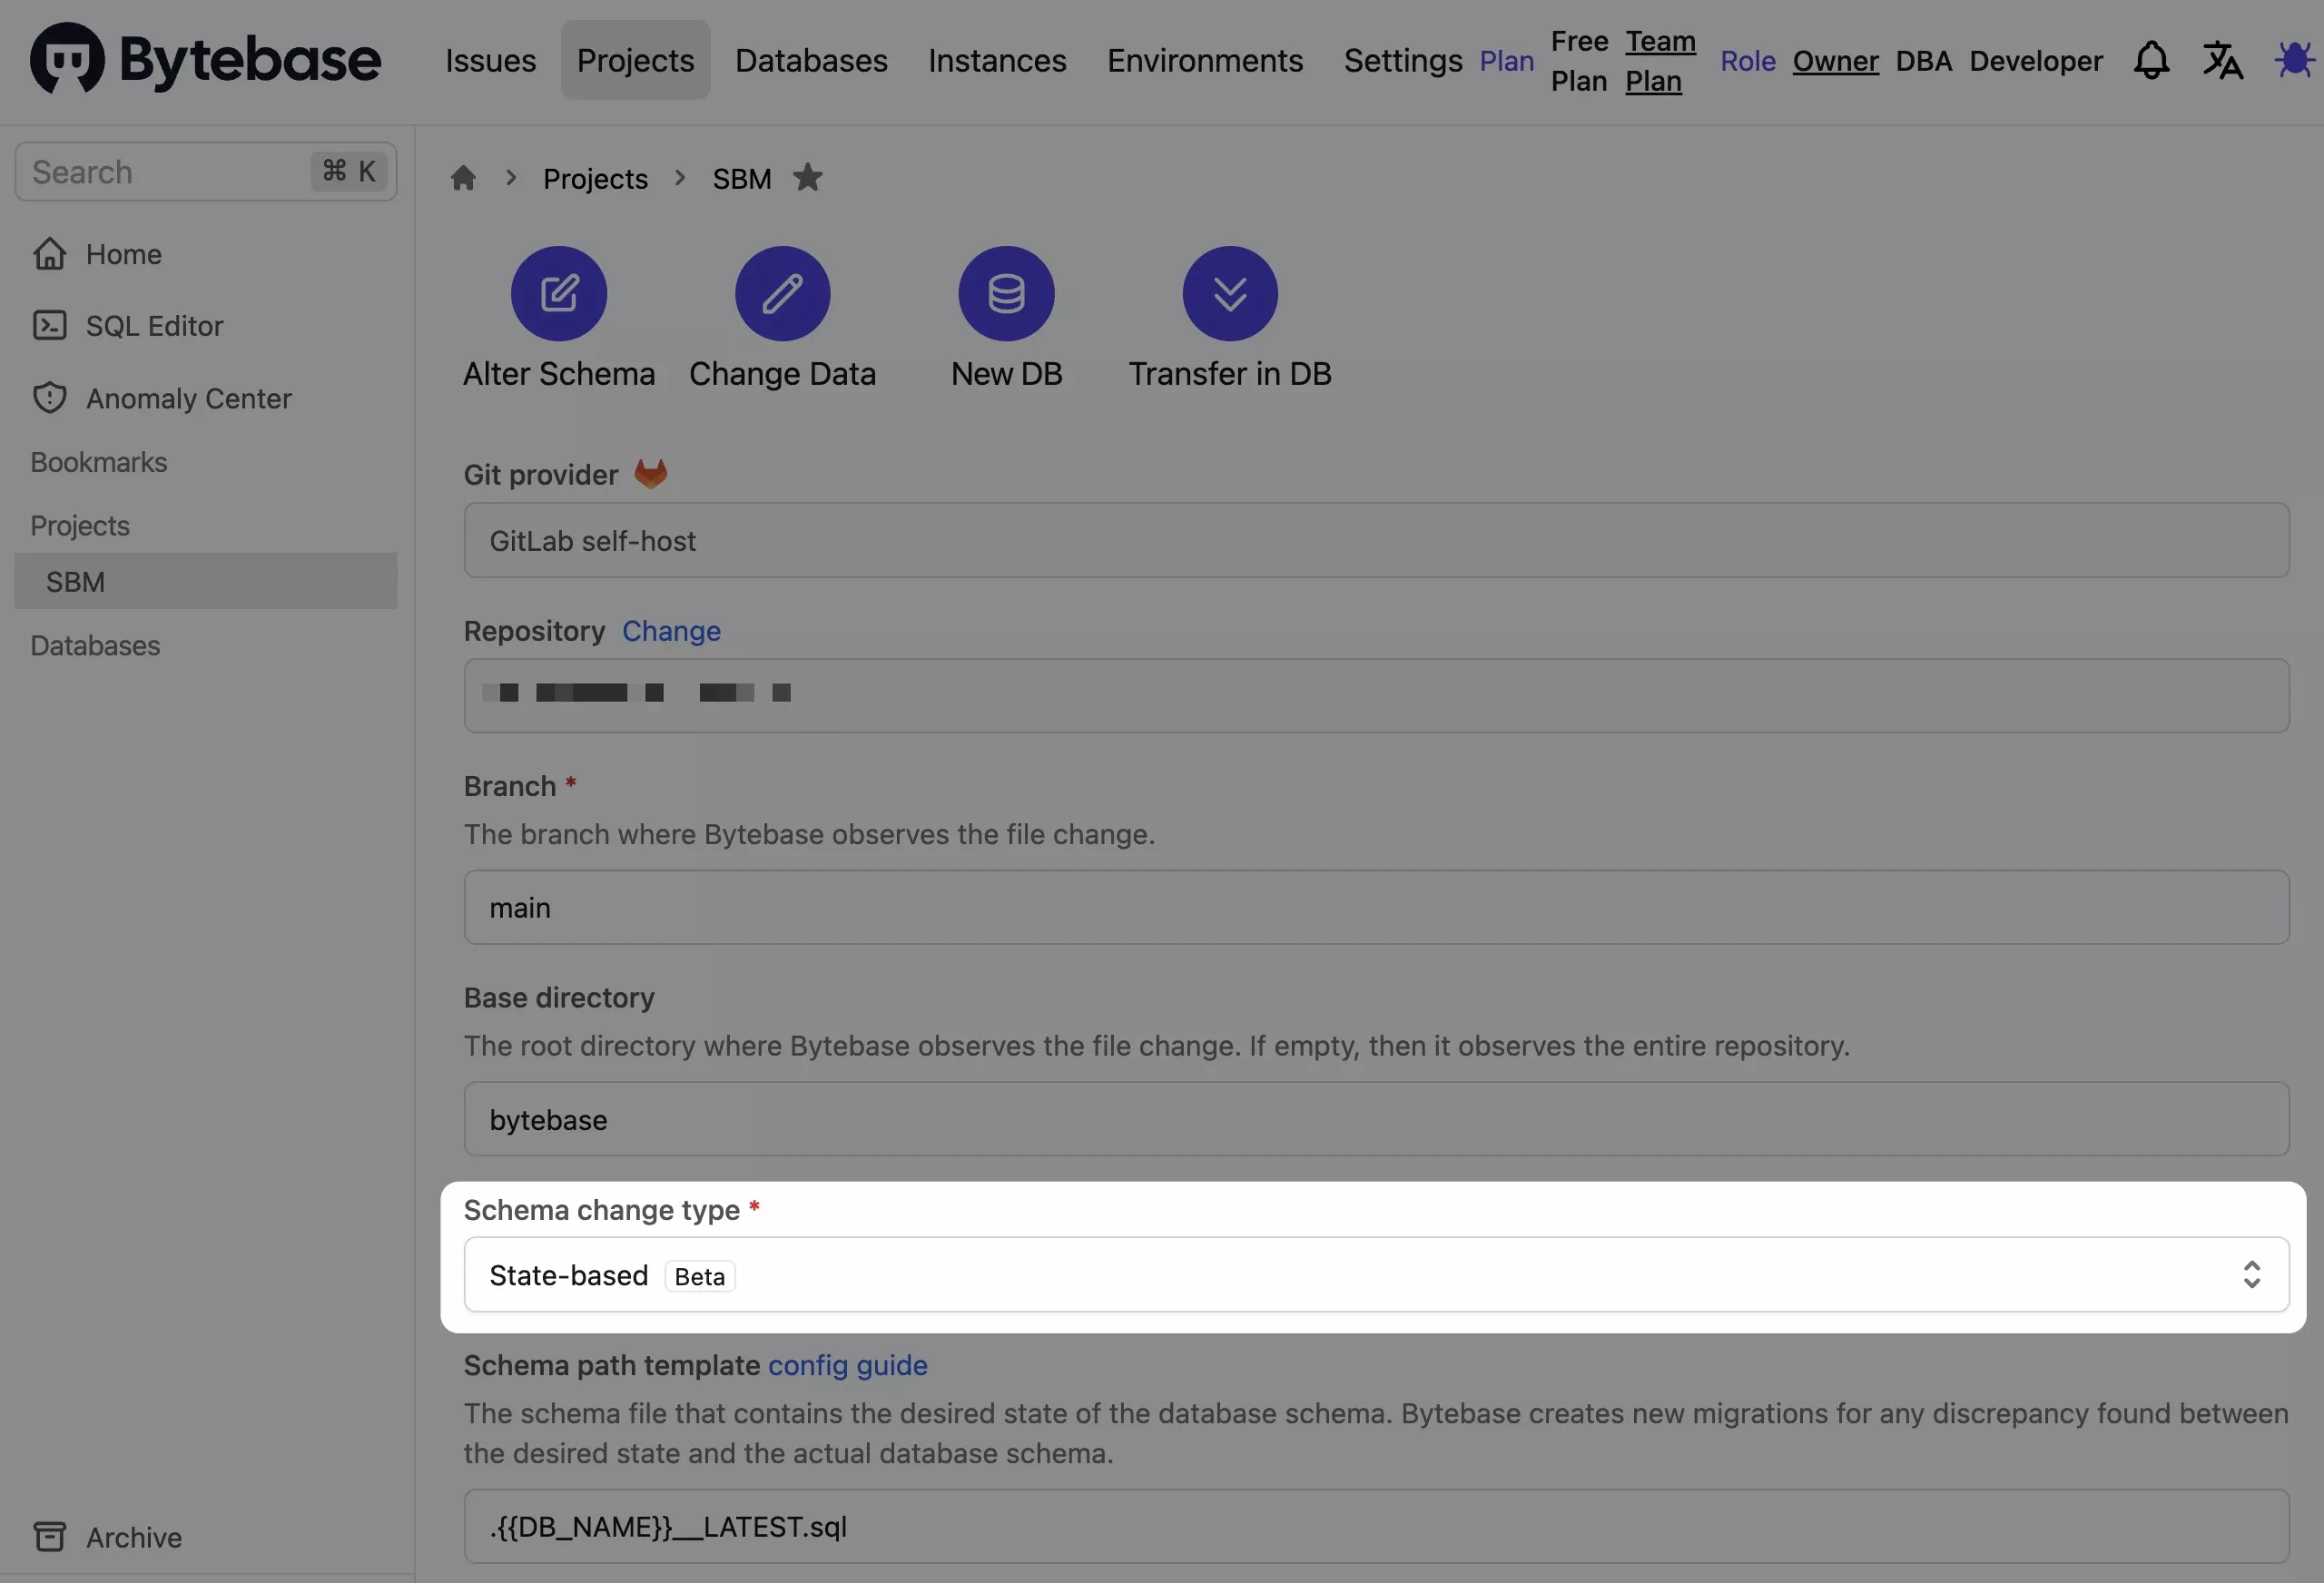 Bytebase
Issues Projects Databases Instances Environments Settings Plan Free Plan Team Plan Role Owner DBA Developer
Search ⌘ K
Home
SQL Editor
Anomaly Center
Bookmarks
Projects
SBM
Databases
Archive
Projects > SBM
Alter Schema Change Data New DB Transfer in DB
Git provider
GitLab self-host
Repository Change
Branch *
The branch where Bytebase observes the file change.
main
Base directory
The root directory where Bytebase observes the file change. If empty, then it observes the entire repository.
bytebase
Schema change type *
State-based Beta
Schema path template config guide
The schema file that contains the desired state of the database schema. Bytebase creates new migrations for any discrepancy found between
the desired state and the actual database schema.
.{{DB_NAME}}__LATEST.sql